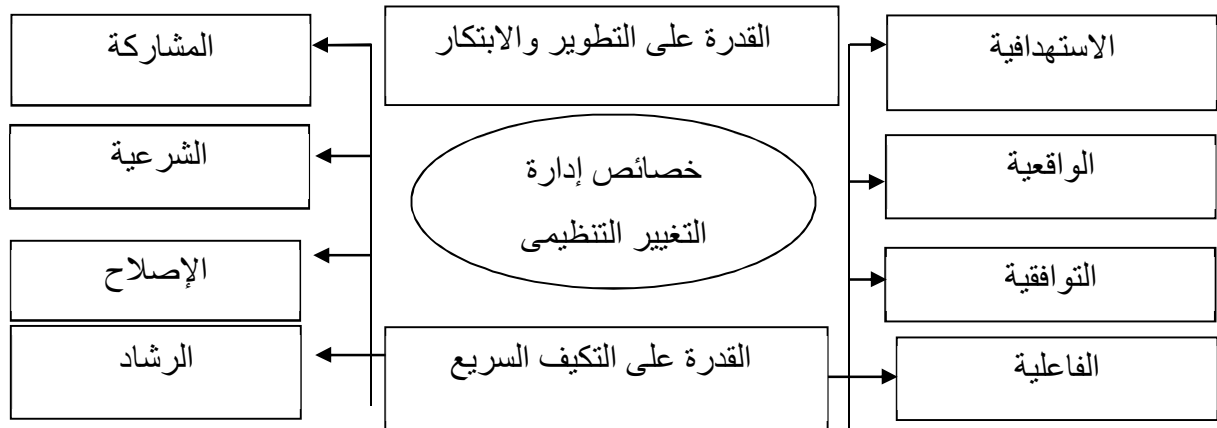 القدرة على التطوير والابتكار
الاستهدافية
المشاركة
الواقعية
خصائص إدارة
التغيير التنظيمى
الشرعية
التوافقية
الإصلاح
الفاعلية
القدرة على التكيف السريع
الرشاد